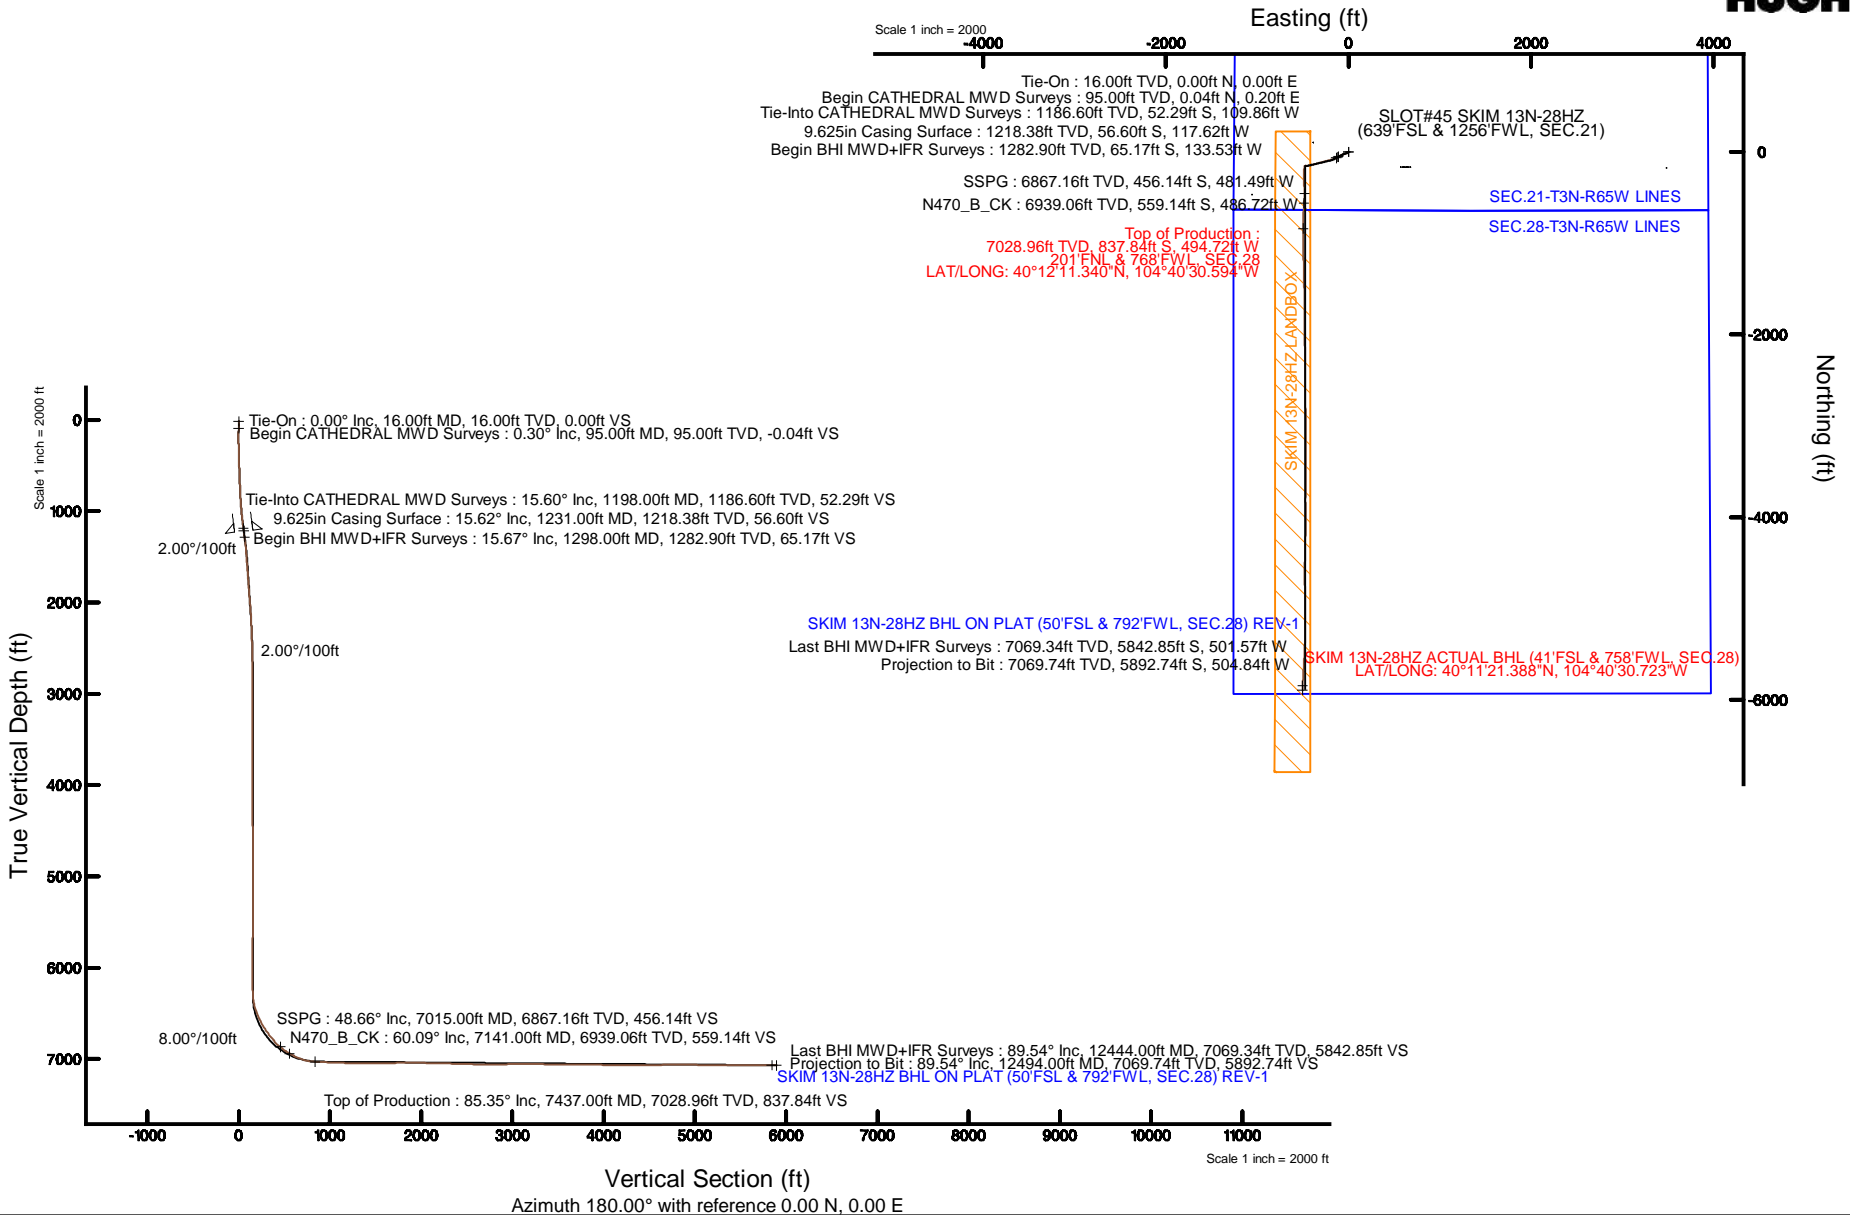 Easting (ft)
Scale 1 inch = 2000
-4000
-2000
0
2000
4000
Tie-On : 16.00ft TVD, 0.00ft N, 0.00ft E
Begin CATHEDRAL MWD Surveys : 95.00ft TVD, 0.04ft N, 0.20ft E
Tie-Into CATHEDRAL MWD Surveys : 1186.60ft TVD, 52.29ft S, 109.86ft W
9.625in Casing Surface : 1218.38ft TVD, 56.60ft S, 117.62ft W
Begin BHI MWD+IFR Surveys : 1282.90ft TVD, 65.17ft S, 133.53ft W
SLOT#45 SKIM 13N-28HZ
(639'FSL & 1256'FWL, SEC.21)
0
SSPG : 6867.16ft TVD, 456.14ft S, 481.49ft W
N470_B_CK : 6939.06ft TVD, 559.14ft S, 486.72ft W
SEC.21-T3N-R65W LINES
SEC.28-T3N-R65W LINES
Top of Production :
7028.96ft TVD, 837.84ft S, 494.72ft W
201'FNL & 768'FWL, SEC.28
LAT/LONG: 40°12'11.340"N, 104°40'30.594"W
SKIM 13N-28HZ LANDBOX
-2000
Northing (ft)
-4000
-6000
SKIM 13N-28HZ BHL ON PLAT (50'FSL & 792'FWL, SEC.28) REV-1
Last BHI MWD+IFR Surveys : 7069.34ft TVD, 5842.85ft S, 501.57ft W
Projection to Bit : 7069.74ft TVD, 5892.74ft S, 504.84ft W
SKIM 13N-28HZ ACTUAL BHL (41'FSL & 758'FWL, SEC.28)
LAT/LONG: 40°11'21.388"N, 104°40'30.723"W
Scale 1 inch = 2000 ft
True Vertical Depth (ft)
0
1000
2000
3000
4000
5000
6000
7000
Tie-On : 0.00° Inc, 16.00ft MD, 16.00ft TVD, 0.00ft VS
Begin CATHEDRAL MWD Surveys : 0.30° Inc, 95.00ft MD, 95.00ft TVD, -0.04ft VS
Tie-Into CATHEDRAL MWD Surveys : 15.60° Inc, 1198.00ft MD, 1186.60ft TVD, 52.29ft VS
9.625in Casing Surface : 15.62° Inc, 1231.00ft MD, 1218.38ft TVD, 56.60ft VS
Begin BHI MWD+IFR Surveys : 15.67° Inc, 1298.00ft MD, 1282.90ft TVD, 65.17ft VS
2.00°/100ft
2.00°/100ft
8.00°/100ft
SSPG : 48.66° Inc, 7015.00ft MD, 6867.16ft TVD, 456.14ft VS
N470_B_CK : 60.09° Inc, 7141.00ft MD, 6939.06ft TVD, 559.14ft VS
Last BHI MWD+IFR Surveys : 89.54° Inc, 12444.00ft MD, 7069.34ft TVD, 5842.85ft VS
Projection to Bit : 89.54° Inc, 12494.00ft MD, 7069.74ft TVD, 5892.74ft VS
SKIM 13N-28HZ BHL ON PLAT (50'FSL & 792'FWL, SEC.28) REV-1
Top of Production : 85.35° Inc, 7437.00ft MD, 7028.96ft TVD, 837.84ft VS
-1000
0
1000
2000
3000
4000
5000
6000
7000
8000
9000
10000
11000
Scale 1 inch = 2000 ft
Vertical Section (ft)
Azimuth 180.00° with reference 0.00 N, 0.00 E